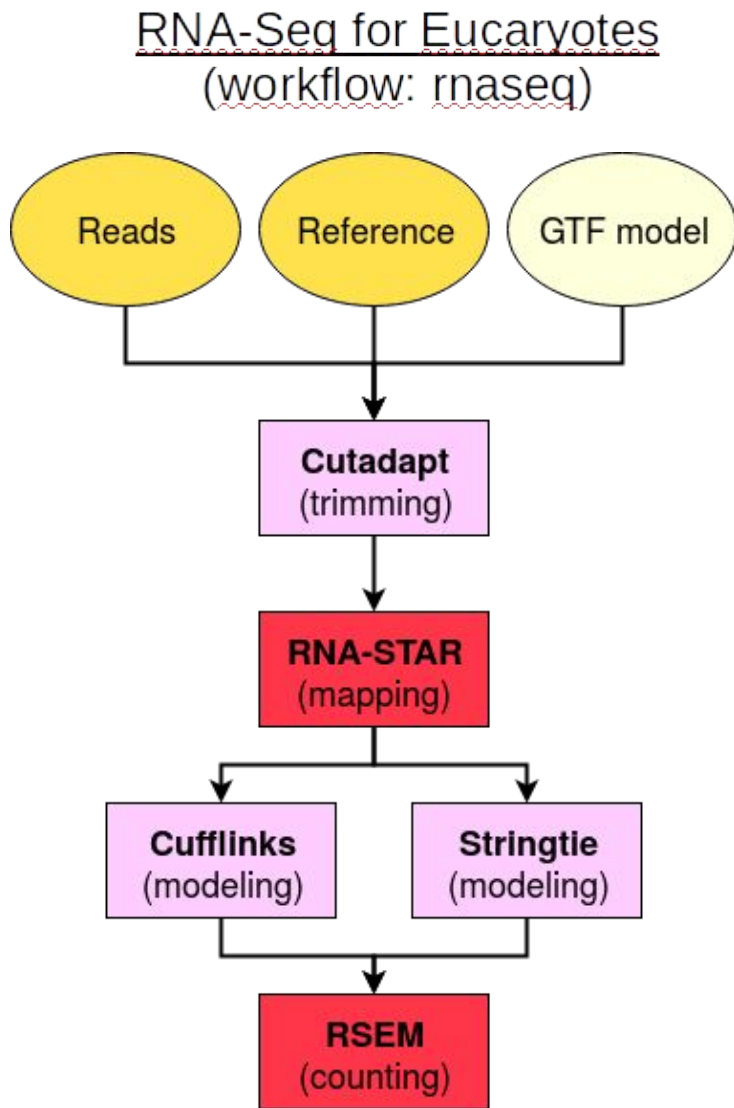 RNA-Seq for Eucaryotes
(workflow: rnaseq)
Reads
Reference
GTF model
Cutadapt
(trimming)
RNA-STAR
(mapping)
Cufflinks
(modeling)
Stringtie
(modeling)
RSEM
(counting)